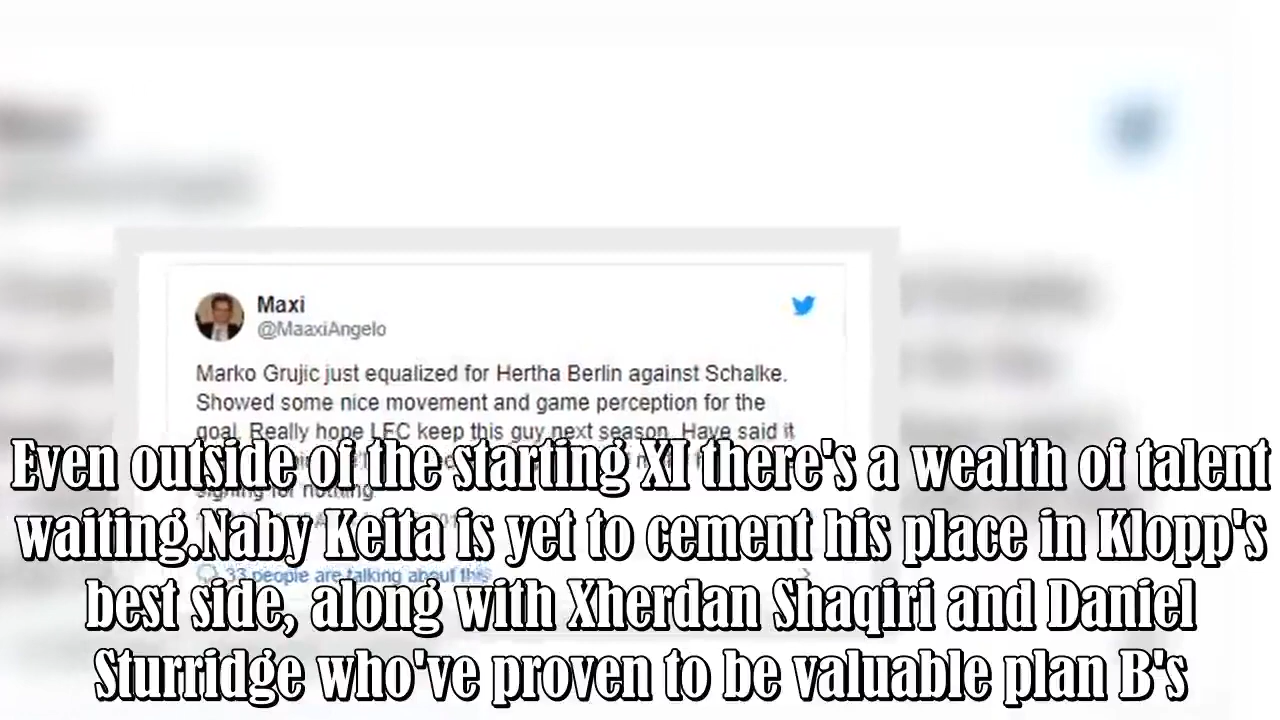 Maxi
@MaaxiAngelo
Marko Grujic just equalized for Hertha Berlin against Schalke.
Showed some nice movement and game perception for the
goal. Really hope LFC keep this guy next season. Have said it
signing for nothing
33 people are talking about this
Even outside of the starting XI there's a wealth of talent
waiting.Naby Keita is yet to cement his place in Klopp's
best side, along with Xherdan Shaqiri and Daniel
Sturridge who've proven to be valuable plan B's